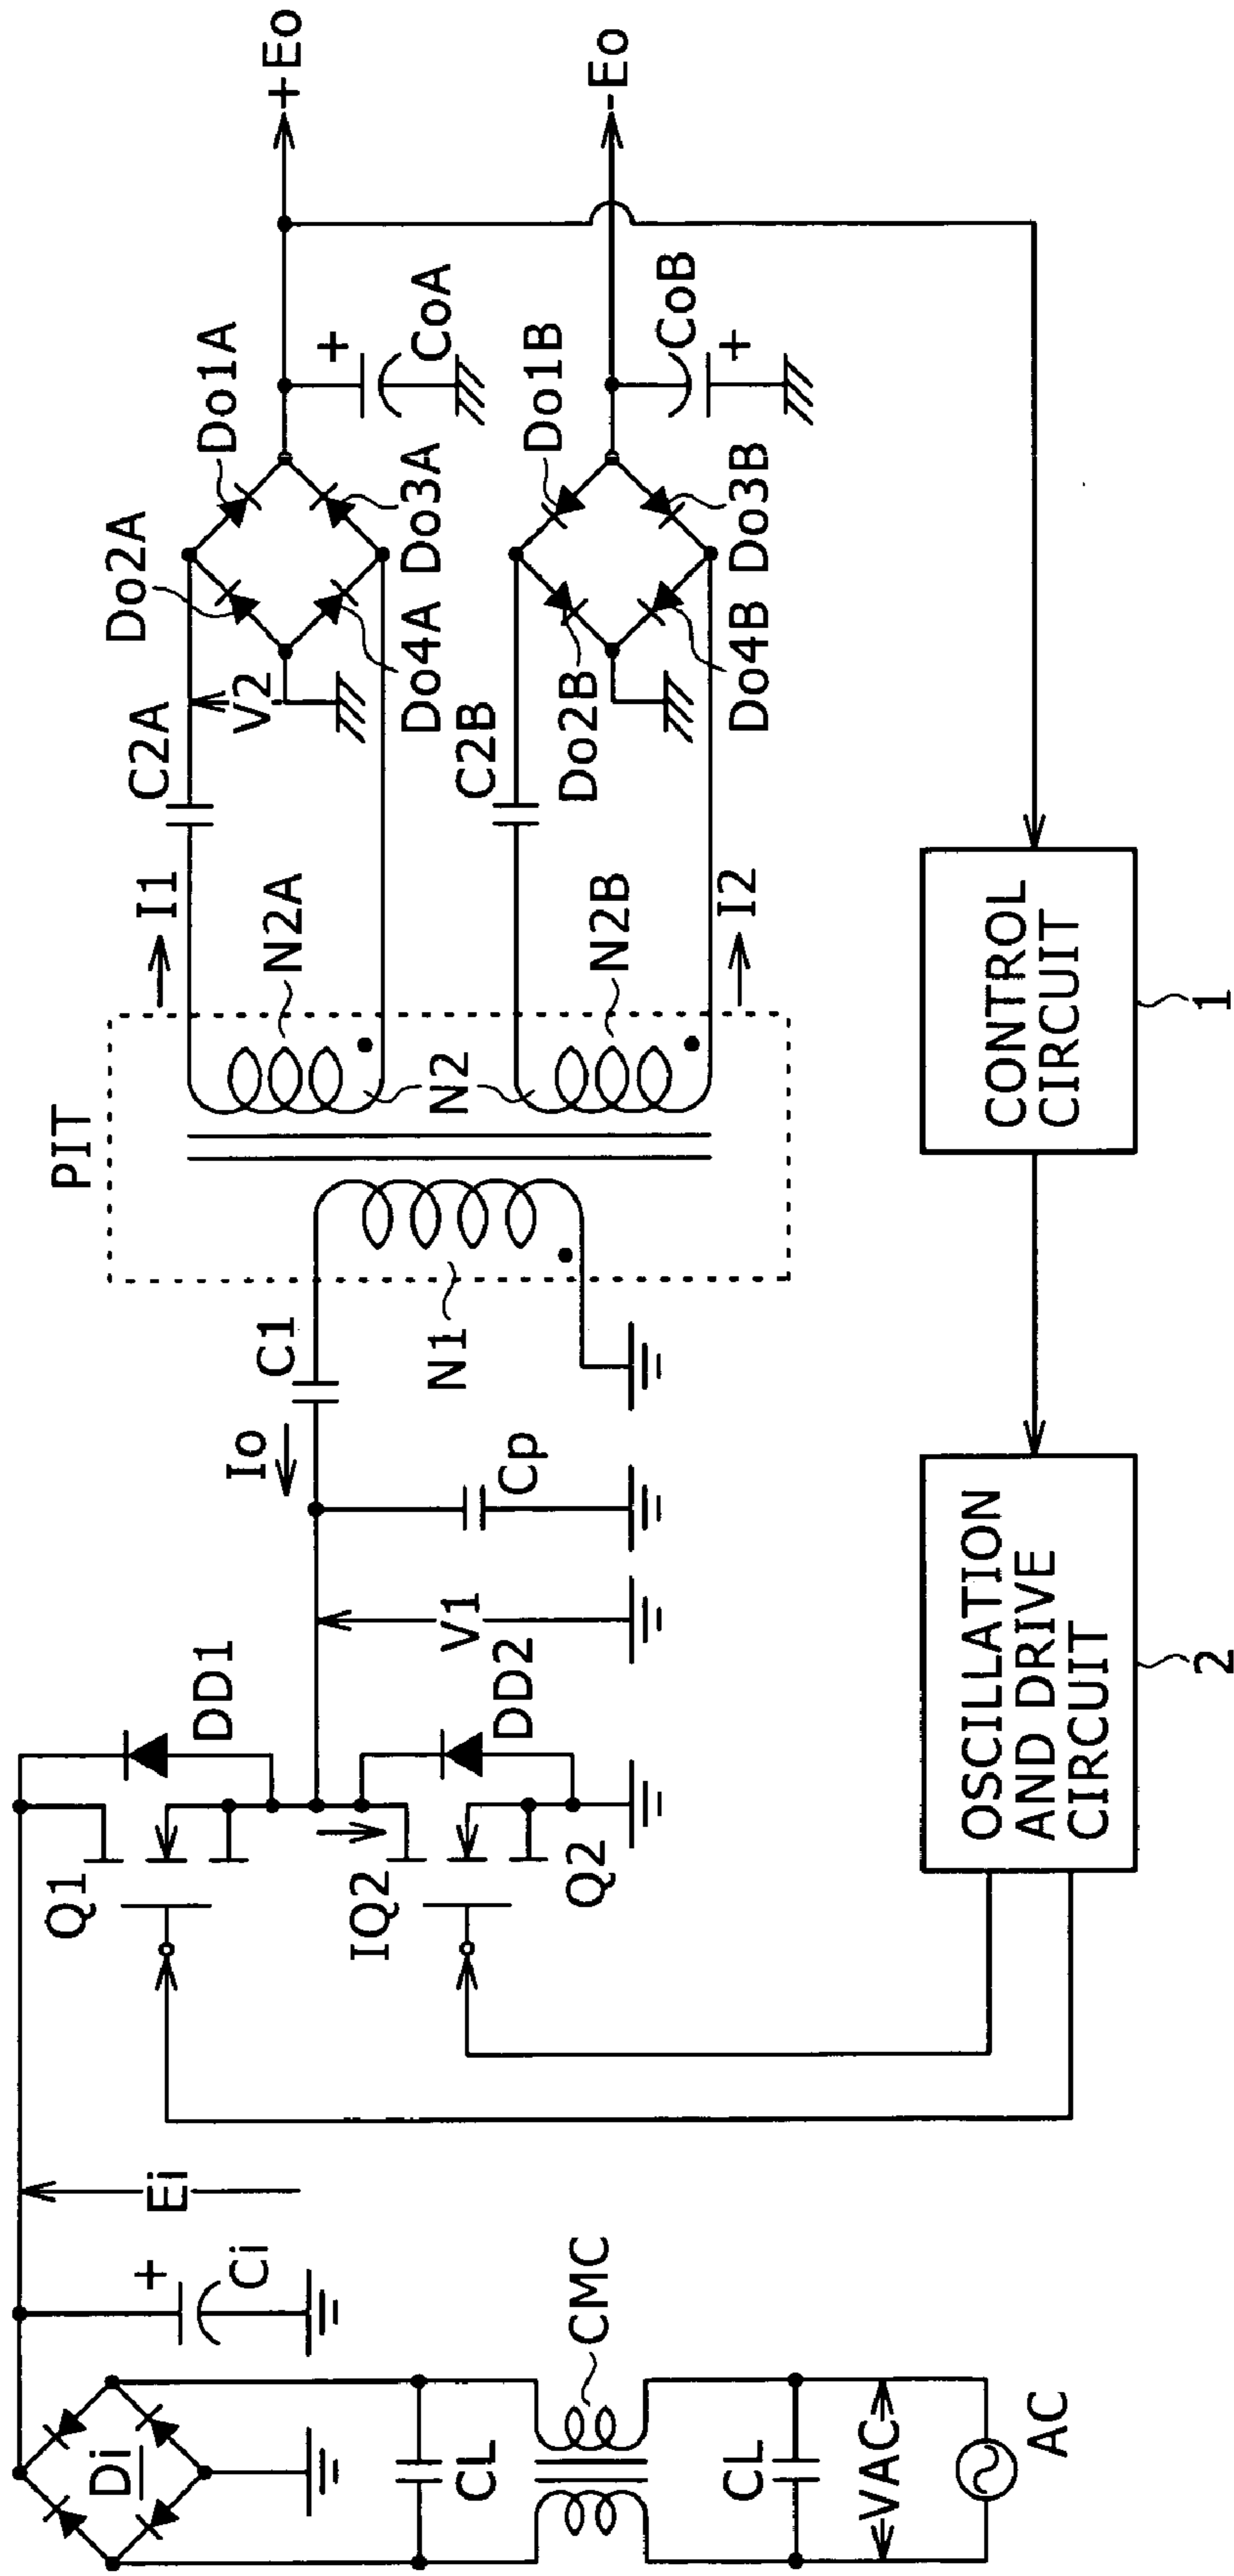 +Eo
-Eo
Do1A
CoA
+
Do1B
CoB
+
Do2A
Do3A
Do3B
C2A
V2
Do4A
C2B
Do2B
Do4B
I1
N2A
N2B
I2
PIT
N2
CONTROL
CIRCUIT
1
C1
N1
Io
Cp
V1
DD1
DD2
OSCILLATION
AND DRIVE
CIRCUIT
2
Q1
IQ2
Q2
Ei
+
Ci
CMC
Di
CL
CL
VAC
AC